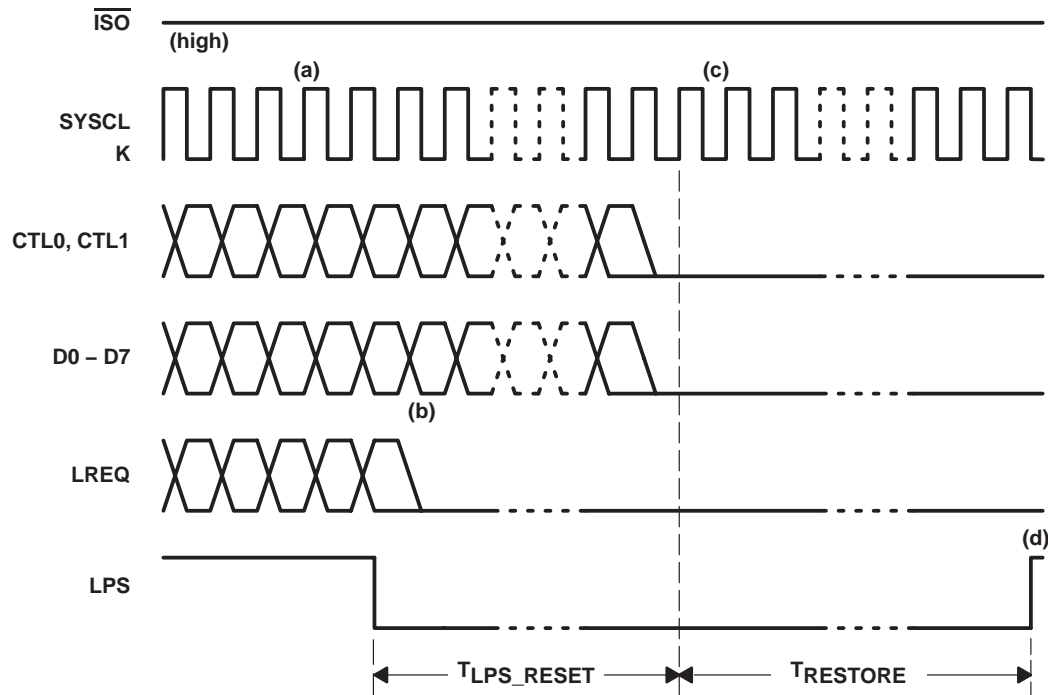 ISO
(high)
(a)
(c)
SYSCL
K
CTL0, CTL1
D0 – D7
(b)
LREQ
(d)
LPS
TLPS_RESET
TRESTORE